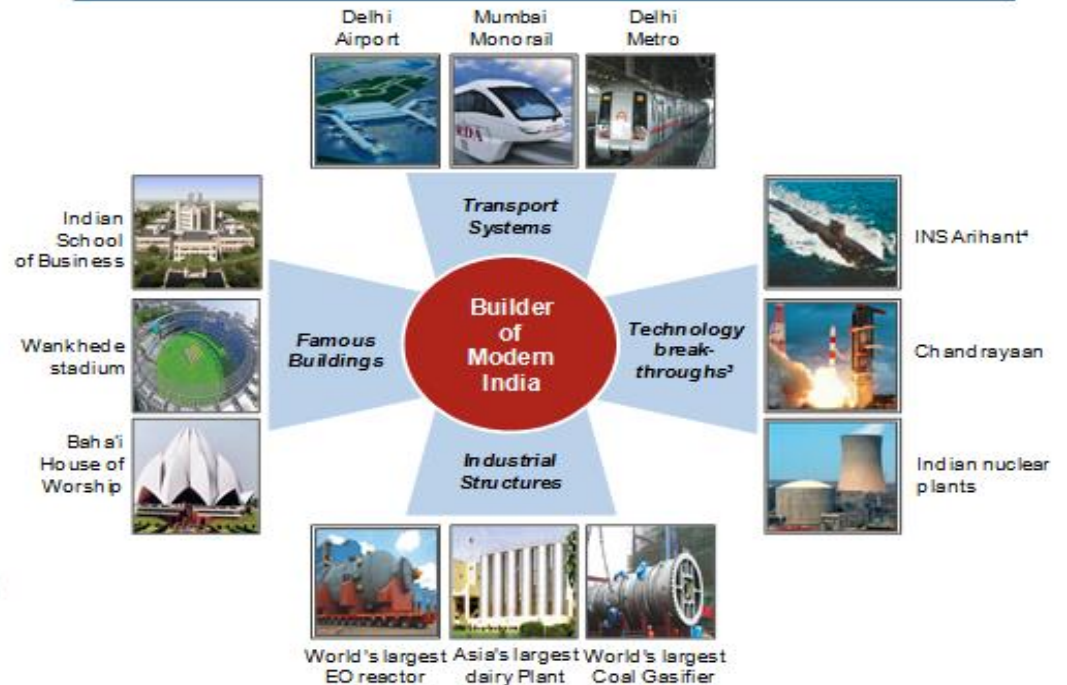 Delhi
Airport
Mumbai
Monorail
Delhi
Metro
RDA
Transport
Systems
Indian
School
of Business
Wankhede
stadium
Baha'i
House of
Worship
Famous
Buildings
Builder
of
Modern
India
Technology
break-
throughs³
INS Arihant⁴
Chandrayaan
Indian nuclear
plants
Industrial
Structures
World's largest
EO reactor
Asia's largest
dairy Plant
World's largest
Coal Gasifier